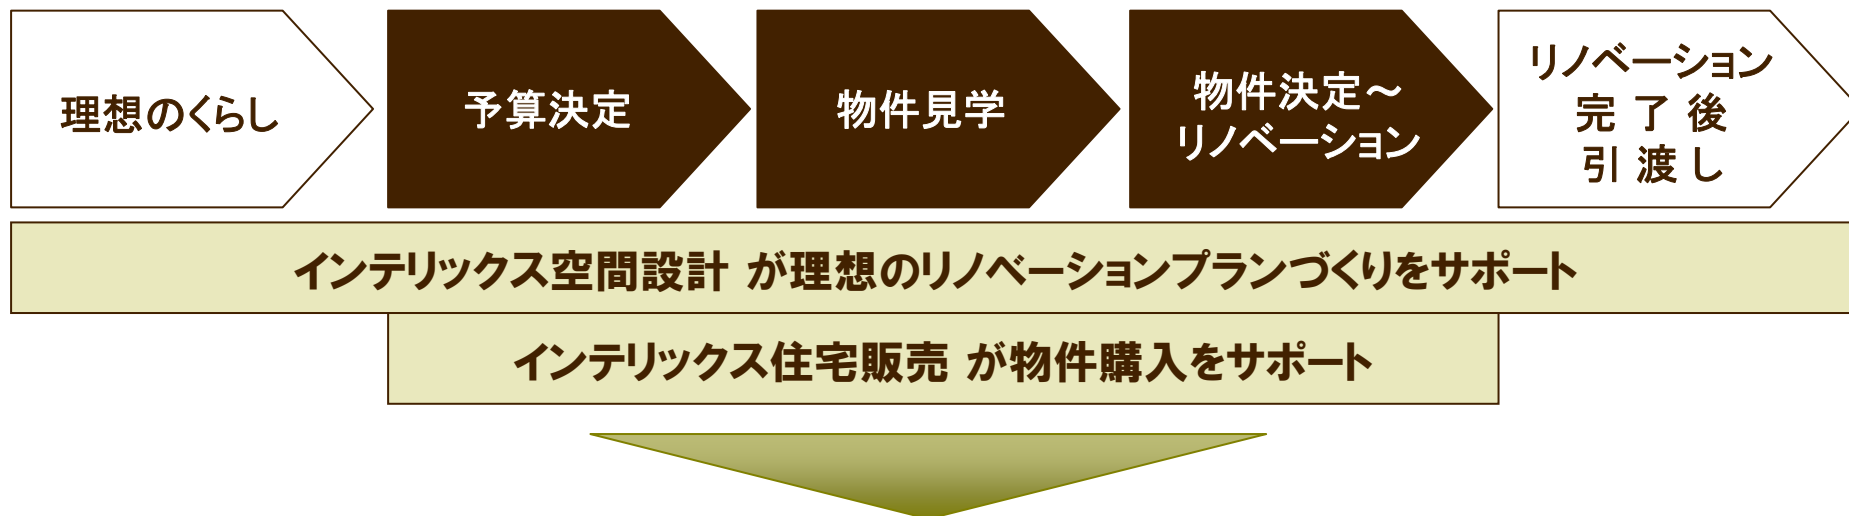 理想のくらし
予算決定
物件見学
物件決定～
リノベーション
リノベーション
完了後
引渡し
インテリックス空間設計 が理想のリノベーションプランづくりをサポート
インテリックス住宅販売 が物件購入をサポート